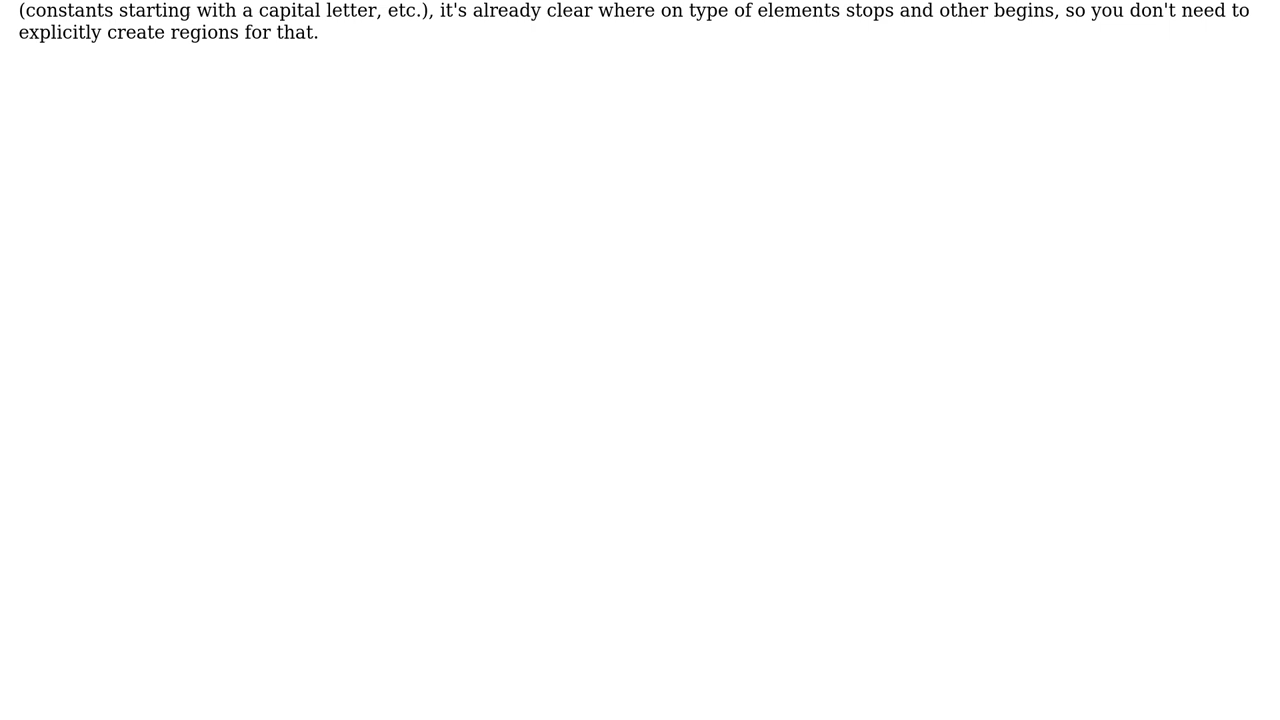 (constants starting with a capital letter, etc.), it's already clear where on type of elements stops and other begins, so you don't need to
explicitly create regions for that.